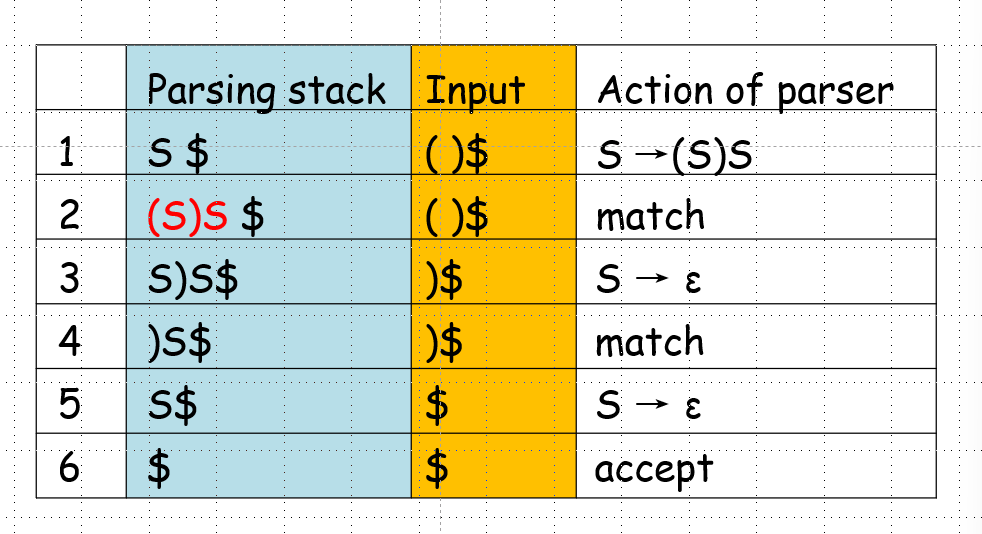 Parsing stack Input Action of parser
1 S $ ( )$ S →(S)S
2 (S)S $ ( )$ match
3 S)S$ )$ S → ε
4 )S$ )$ match
5 S$ $ S → ε
6 $ $ accept